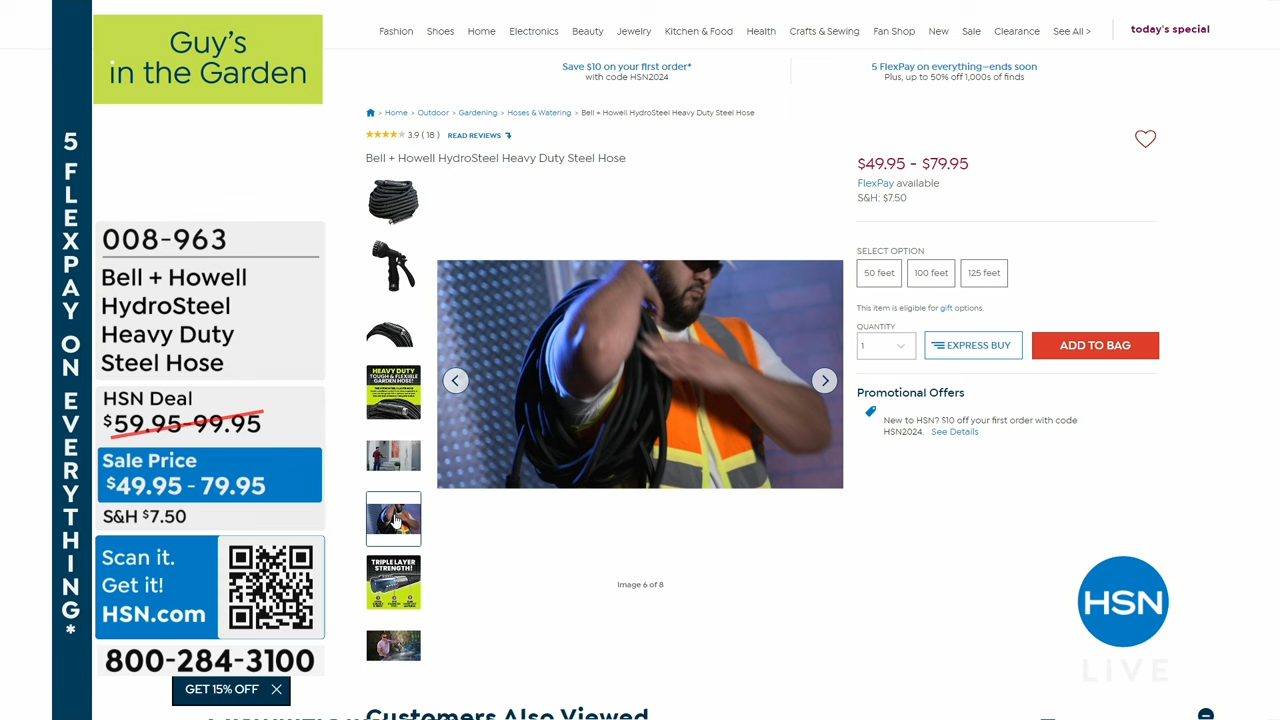 5 FLEXPAY ON EVERYTHING*
Guy's
in the Garden
008-963
Bell + Howell
HydroSteel
Heavy Duty
Steel Hose
HSN Deal
$59.95-99.95
Sale Price
$49.95 - 79.95
S&H $7.50
Scan it.
Get it!
HSN.com
800-284-3100
GET 15% OFF
Fashion Shoes Home Electronics Beauty Jewelry Kitchen & Food Health Crafts & Sewing Fan Shop New Sale Clearance See All > today's special
Save $10 on your first order*
with code HSN2024
5 FlexPay on everything—ends soon
Plus, up to 50% off 1,000s of finds
> Home > Outdoor > Gardening > Hoses & Watering > Bell + Howell HydroSteel Heavy Duty Steel Hose
3.9 ( 18 ) READ REVIEWS
Bell + Howell HydroSteel Heavy Duty Steel Hose
HEAVY DUTY
TOUGH & FLEXIBLE
GARDEN HOSE!
TRIPLE LAYER
STRENGTH!
Image 6 of 8
$49.95 - $79.95
FlexPay available
S&H: $7.50
SELECT OPTION
50 feet 100 feet 125 feet
This item is eligible for gift options.
QUANTITY
1 EXPRESS BUY ADD TO BAG
Promotional Offers
New to HSN? $10 off your first order with code
HSN2024. See Details
HSN
LIVE
Customers Also Viewed